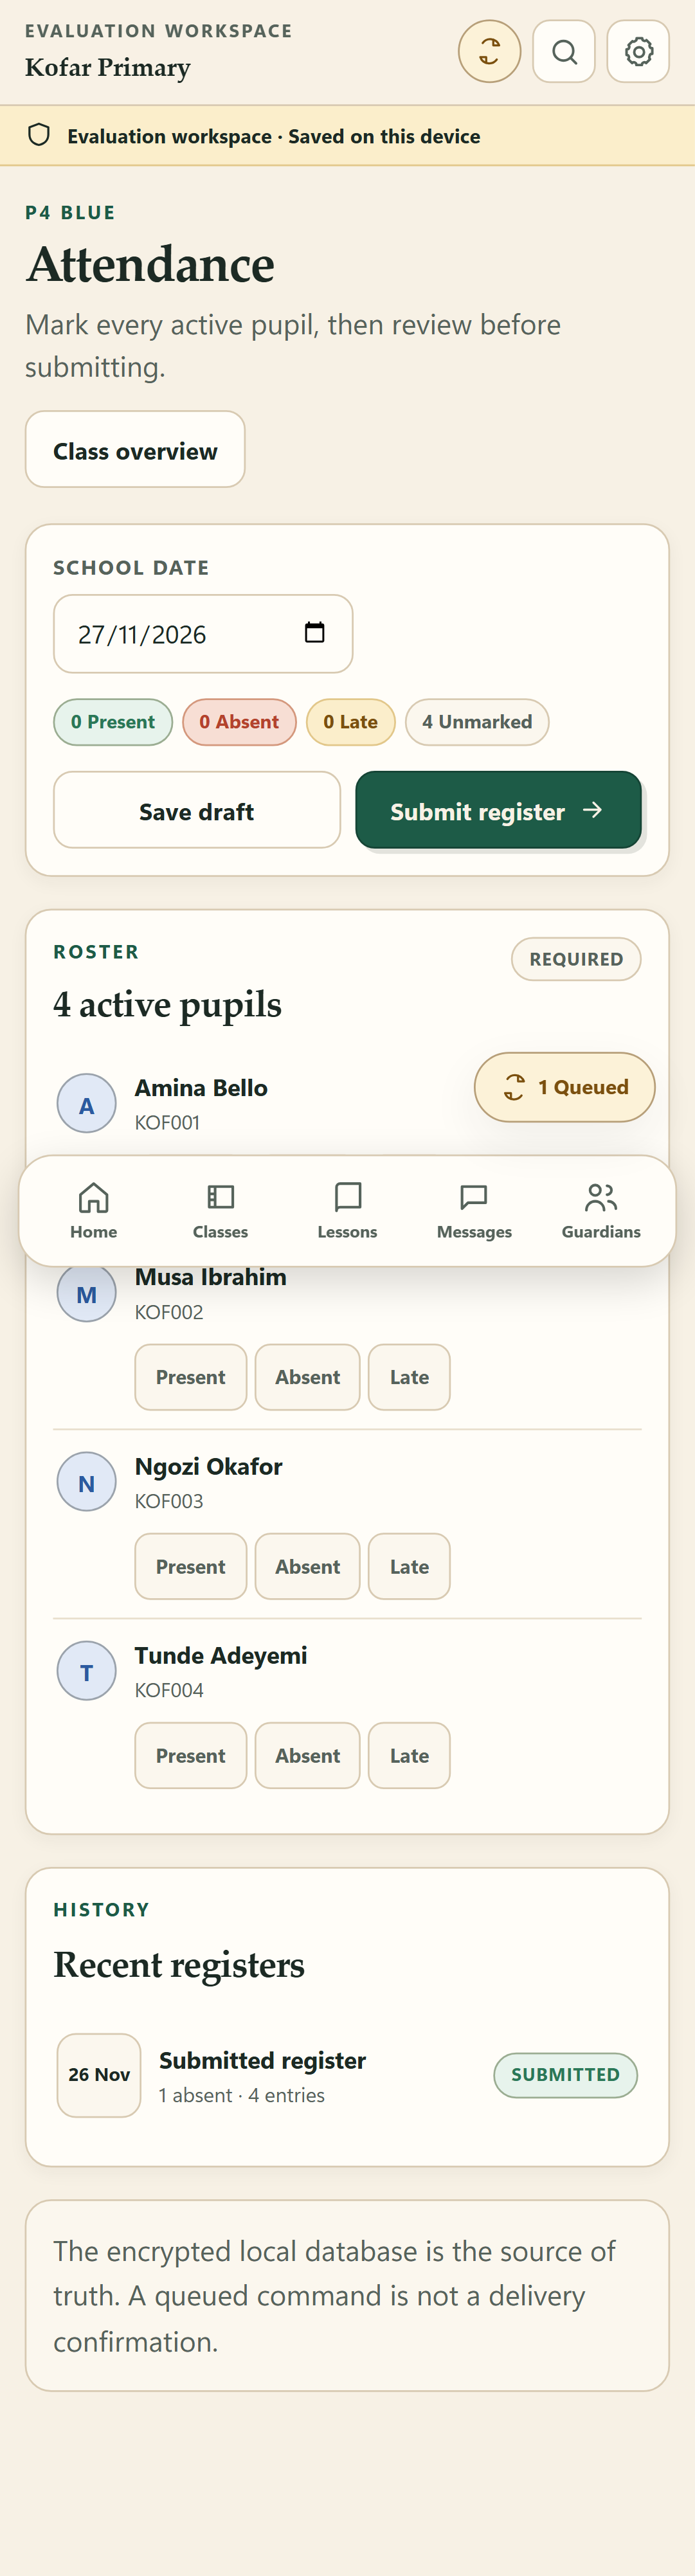 EVALUATION WORKSPACE
Kofar Primary
Evaluation workspace · Saved on this device
P4 BLUE
Attendance
Mark every active pupil, then review before
submitting.
Class overview
SCHOOL DATE
27/11/2026
0 Present
0 Absent
0 Late
4 Unmarked
Save draft
Submit register
ROSTER
REQUIRED
4 active pupils
A
Amina Bello
KOF001
1 Queued
Home
Classes
Lessons
Messages
Guardians
M
Musa Ibrahim
KOF002
Present
Absent
Late
N
Ngozi Okafor
KOF003
Present
Absent
Late
T
Tunde Adeyemi
KOF004
Present
Absent
Late
HISTORY
Recent registers
26 Nov
Submitted register
1 absent · 4 entries
SUBMITTED
The encrypted local database is the source of
truth. A queued command is not a delivery
confirmation.